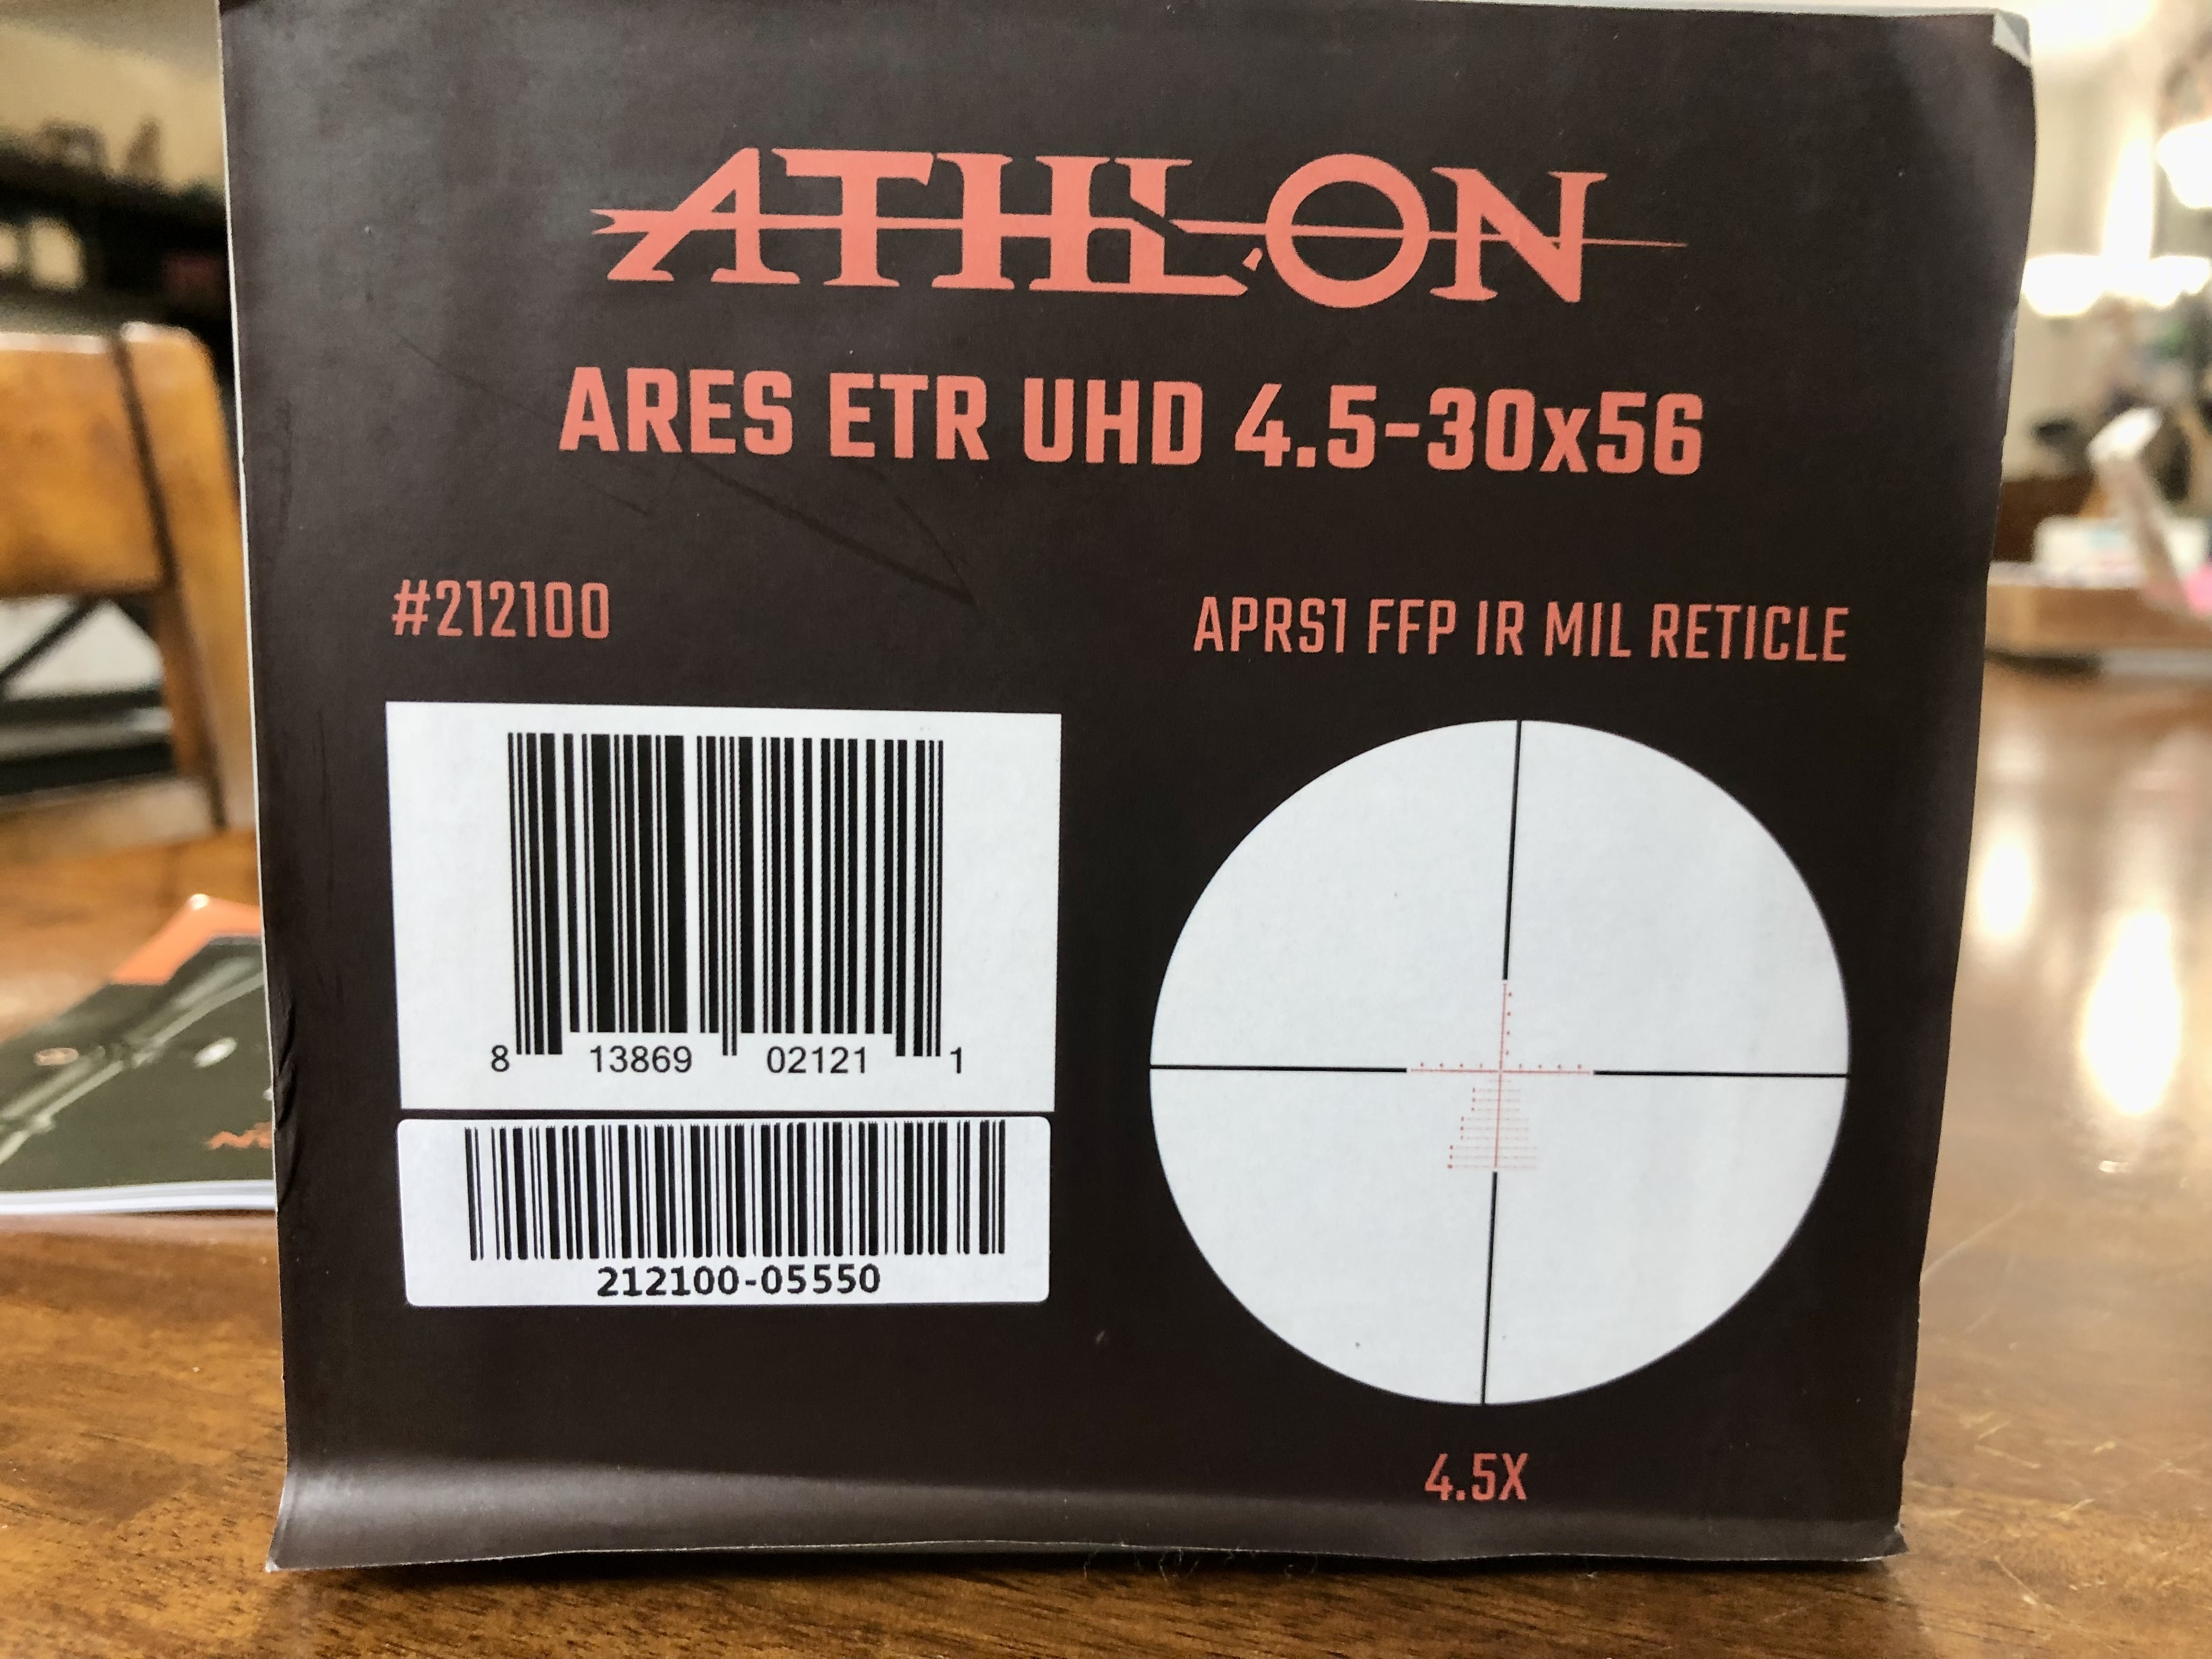 ATHLON
ARES ETR UHD 4.5-30x56
#212100
APRS1 FFP IR MIL RETICLE
8 13869 02121 1
212100-05550
4.5X